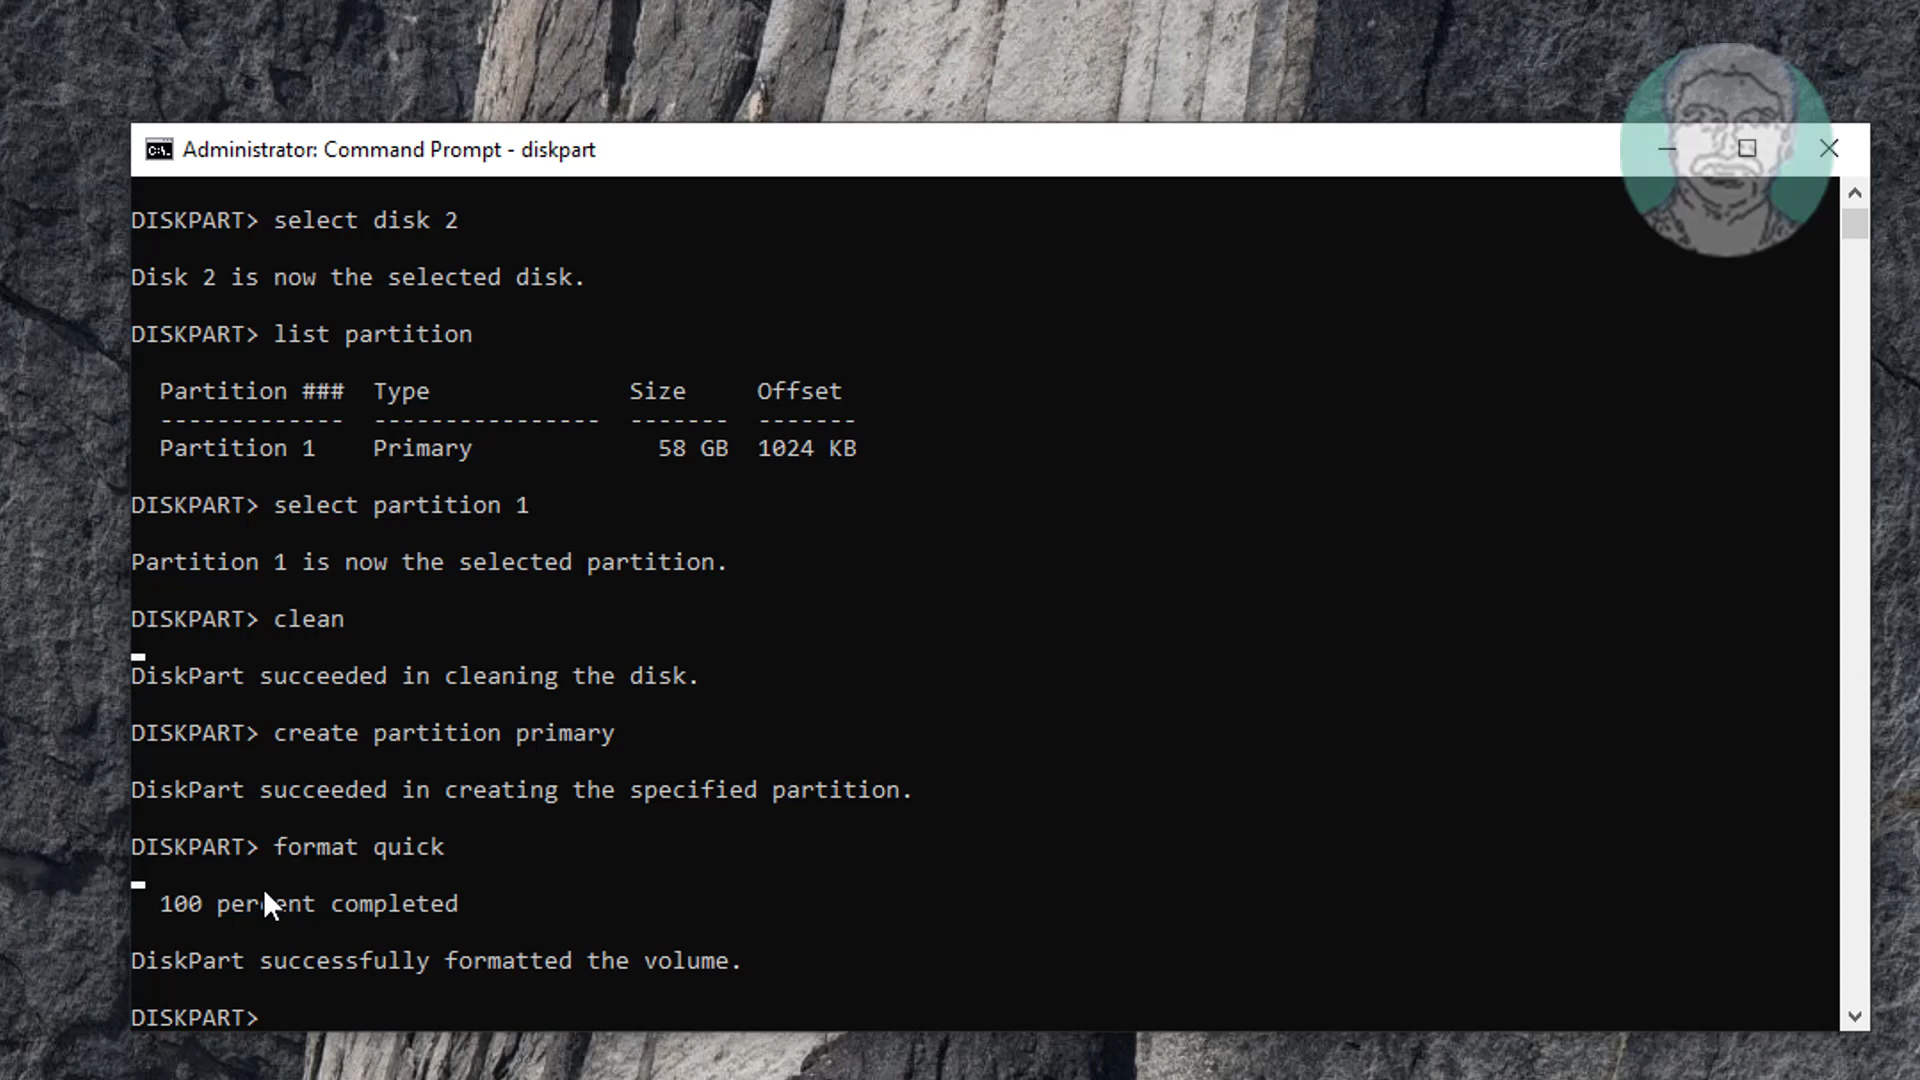 Administrator: Command Prompt - diskpart
DISKPART> select disk 2
Disk 2 is now the selected disk.
DISKPART> list partition
Partition ###  Type              Size     Offset
-------------  ----------------  -------  -------
Partition 1    Primary             58 GB  1024 KB
DISKPART> select partition 1
Partition 1 is now the selected partition.
DISKPART> clean
DiskPart succeeded in cleaning the disk.
DISKPART> create partition primary
DiskPart succeeded in creating the specified partition.
DISKPART> format quick
100 percent completed
DiskPart successfully formatted the volume.
DISKPART>